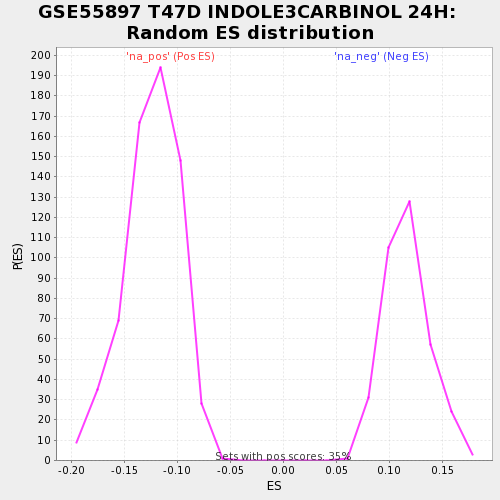 GSE55897 T47D INDOLE3CARBINOL 24H:
Random ES distribution
'na_pos' (Pos ES)
'na_neg' (Neg ES)
200
190
180
170
160
150
140
130
120
110
100
90
80
70
60
50
40
30
20
10
0
P(ES)
Sets with pos scores: 35%
-0.20 -0.15 -0.10 -0.05 0.00 0.05 0.10 0.15
ES